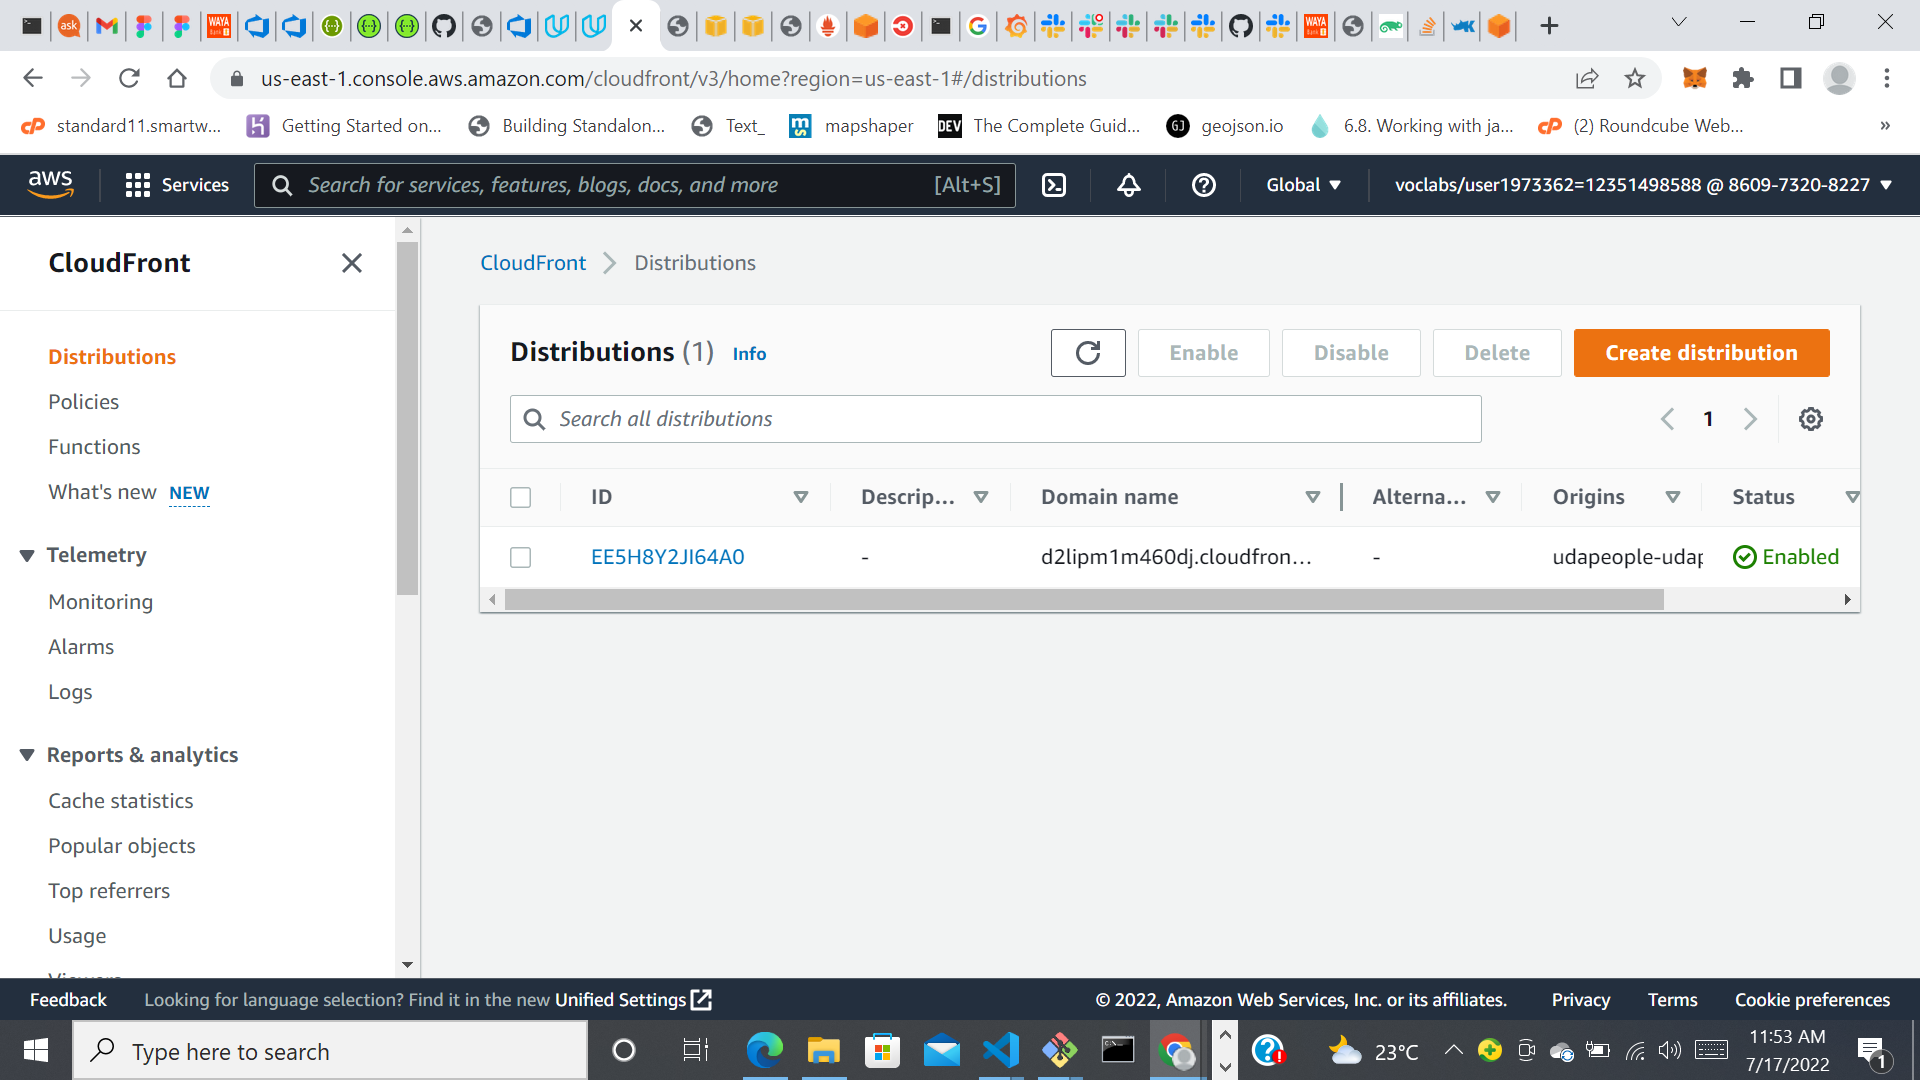 us-east-1.console.aws.amazon.com/cloudfront/v3/home?region=us-east-1#/distributions
standard11.smartw... Getting Started on... Building Standalon... Text_ mapshaper The Complete Guid... geojson.io 6.8. Working with ja... (2) Roundcube Web... »
aws Services Search for services, features, blogs, docs, and more [Alt+S] Global voclabs/user1973362=12351498588 @ 8609-7320-8227
CloudFront
Distributions
Policies
Functions
What's new NEW
Telemetry
Monitoring
Alarms
Logs
Reports & analytics
Cache statistics
Popular objects
Top referrers
Usage
Viewers
CloudFront Distributions
Distributions (1) Info Enable Disable Delete Create distribution
Search all distributions 1
ID Descrip... Domain name Alterna... Origins Status
EE5H8Y2JI64A0 - d2lipm1m460dj.cloudfron... - udapeople-udap Enabled
Feedback Looking for language selection? Find it in the new Unified Settings © 2022, Amazon Web Services, Inc. or its affiliates. Privacy Terms Cookie preferences
Type here to search 23°C 11:53 AM
7/17/2022 1